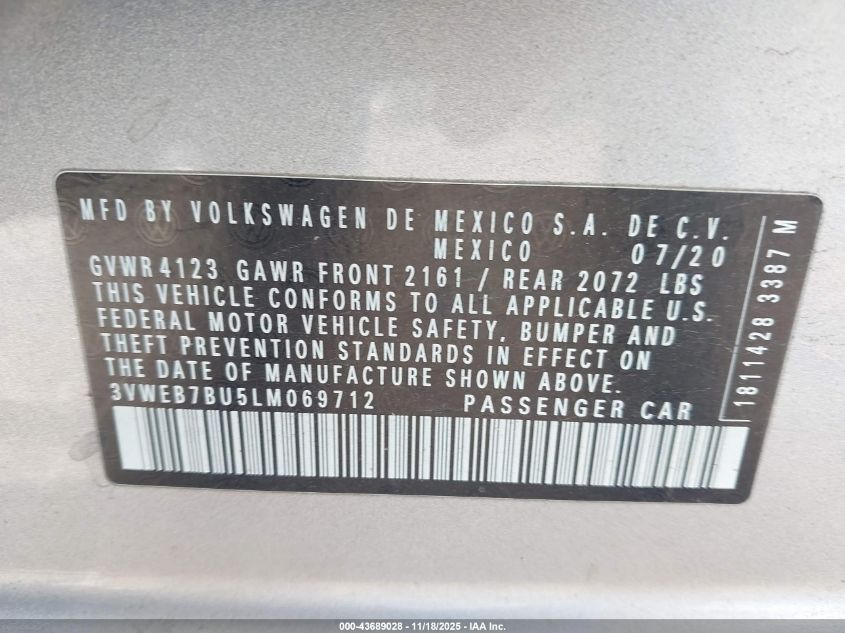 MFD BY VOLKSWAGEN DE MEXICO S.A. DE C.V.
MEXICO 07/20
GVWR 4123 GAWR FRONT 2161 / REAR 2072 LBS
THIS VEHICLE CONFORMS TO ALL APPLICABLE U.S.
FEDERAL MOTOR VEHICLE SAFETY, BUMPER AND
THEFT PREVENTION STANDARDS IN EFFECT ON
THE DATE OF MANUFACTURE SHOWN ABOVE.
3VWEB7BU5LM069712 PASSENGER CAR
1811428 3387 M
000-43689028 - 11/18/2025 - IAA Inc.